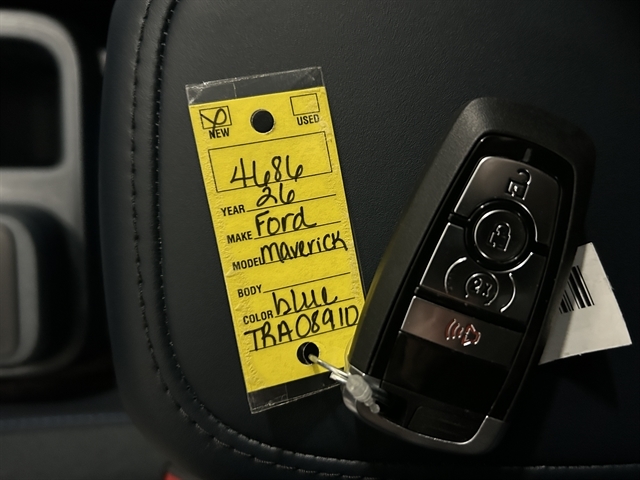 NEW USED
4686
YEAR 26
MAKE Ford
MODEL Maverick
BODY
COLOR blue
TRA08910